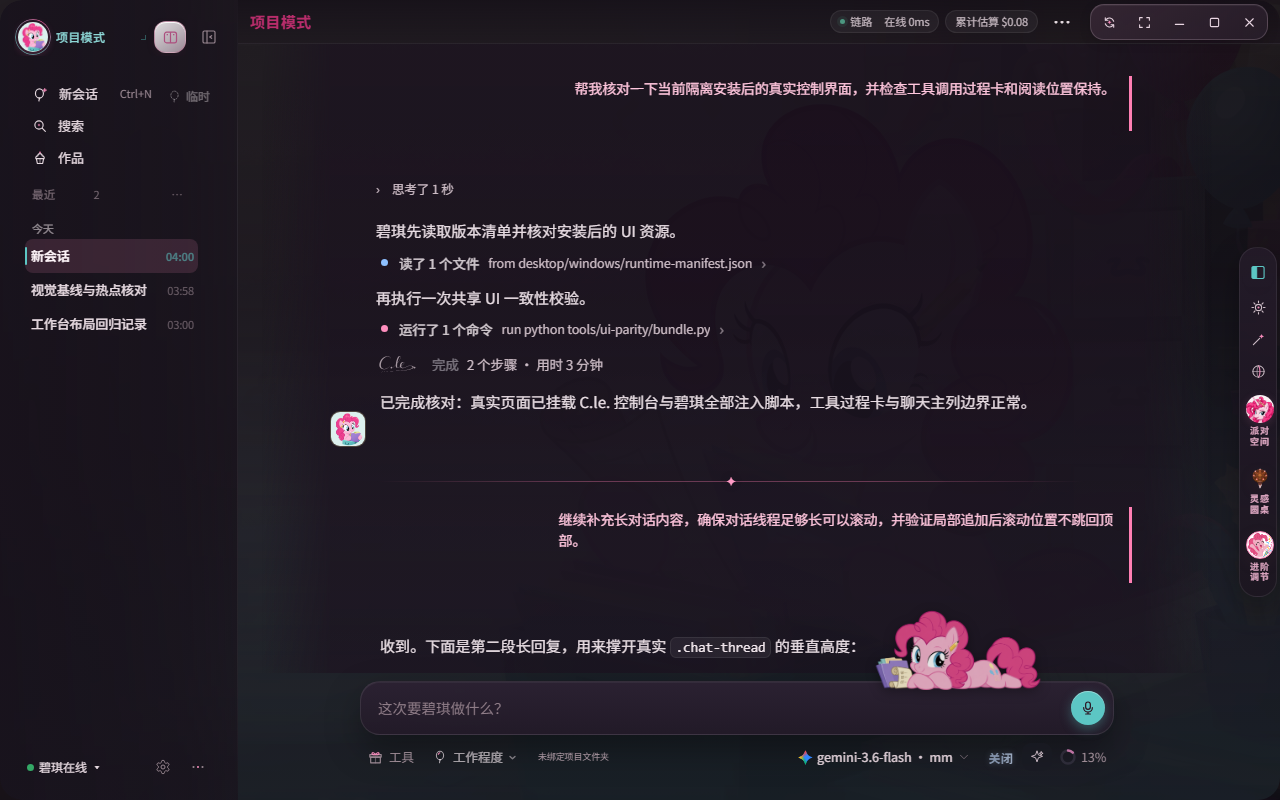 项目模式
新会话 Ctrl+N 临时
搜索
作品
最近 2 ···
今天
新会话 04:00
视觉基线与热点核对 03:58
工作台布局回归记录 03:00
碧琪在线
项目模式
链路 在线 0ms
累计估算 $0.08
帮我核对一下当前隔离安装后的真实控制界面，并检查工具调用过程卡和阅读位置保持。
思考了 1 秒
碧琪先读取版本清单并核对安装后的 UI 资源。
读了 1 个文件 from desktop/windows/runtime-manifest.json
再执行一次共享 UI 一致性校验。
运行了 1 个命令 run python tools/ui-parity/bundle.py
C.le. 完成 2 个步骤 · 用时 3 分钟
已完成核对：真实页面已挂载 C.le. 控制台与碧琪全部注入脚本，工具过程卡与聊天主列边界正常。
继续补充长对话内容，确保对话线程足够长可以滚动，并验证局部追加后滚动位置不跳回顶
部。
收到。下面是第二段长回复，用来撑开真实 .chat-thread 的垂直高度：
这次要碧琪做什么？
工具 工作程度 未绑定项目文件夹 gemini-3.6-flash · mm 关闭 13%
派对
空间
灵感
圆桌
进阶
调节